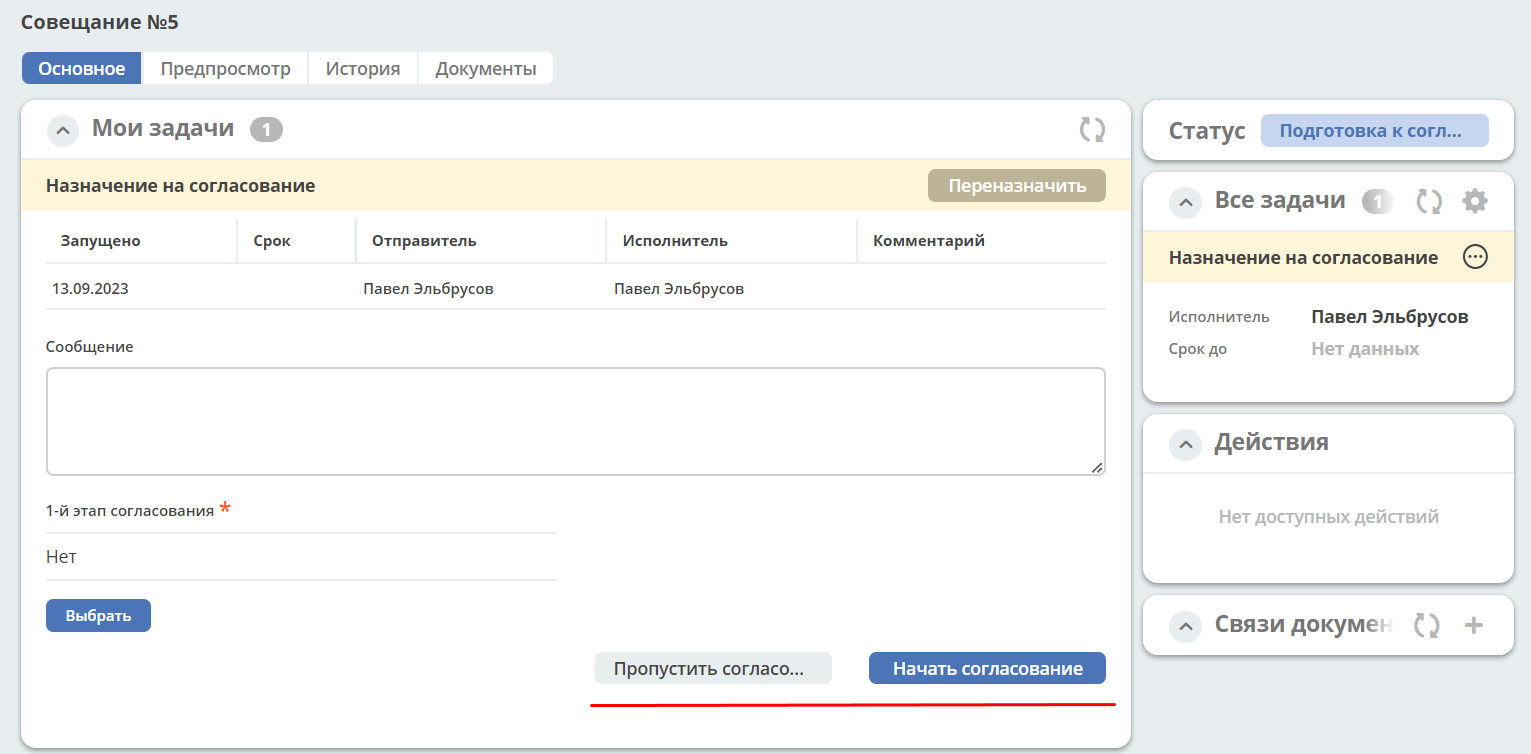 Совещание №5
Основное Предпросмотр История Документы
Мои задачи 1
Назначение на согласование Переназначить
Запущено Срок Отправитель Исполнитель Комментарий
13.09.2023 Павел Эльбрусов Павел Эльбрусов
Сообщение
1-й этап согласования *
Нет
Выбрать
Пропустить согласо... Начать согласование
Статус Подготовка к согл...
Все задачи 1
Назначение на согласование
Исполнитель Павел Эльбрусов
Срок до Нет данных
Действия
Нет доступных действий
Связи докумен